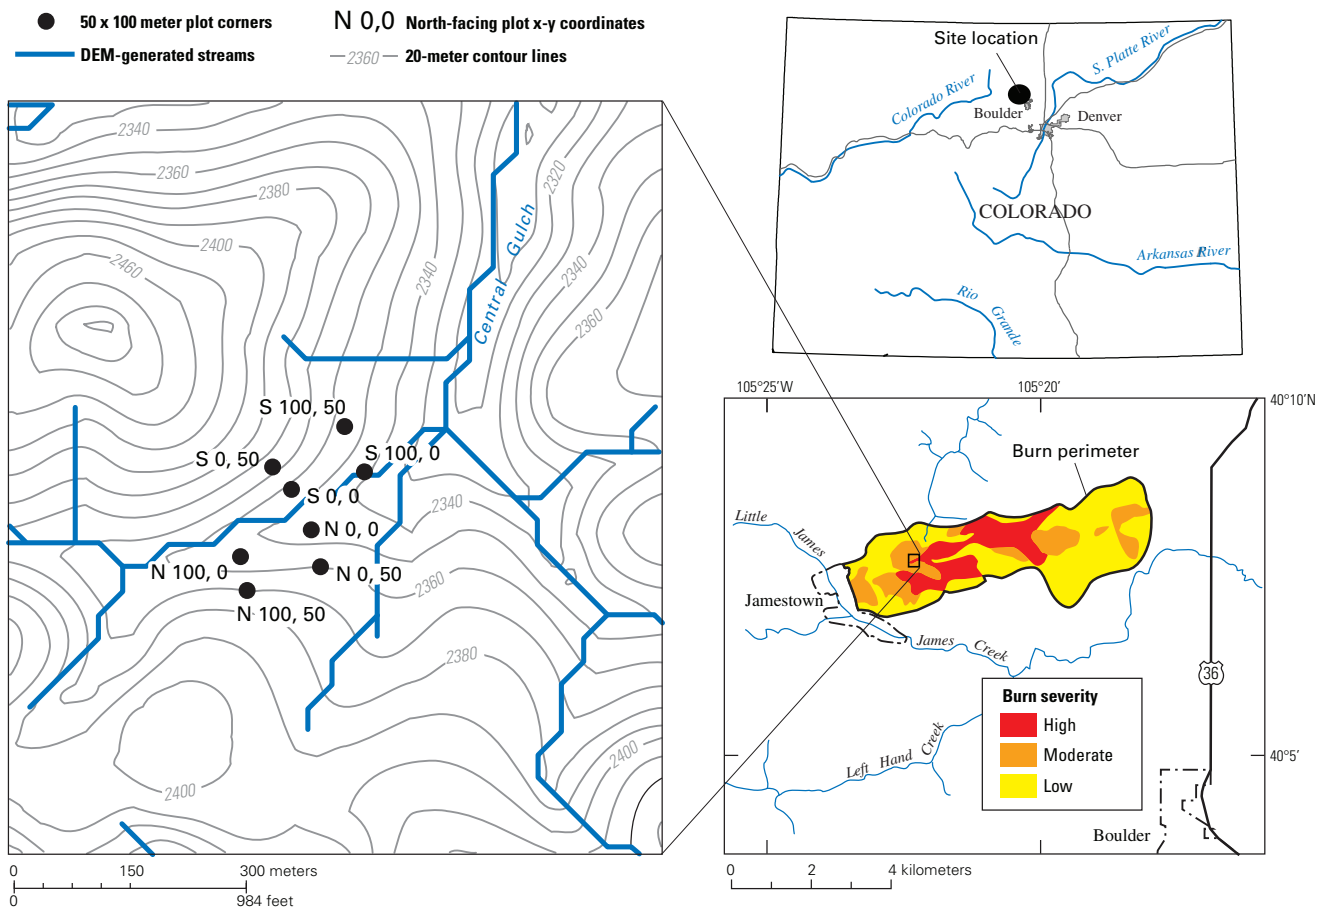 50 x 100 meter plot corners
DEM-generated streams
N 0,0 North-facing plot x-y coordinates
2360 20-meter contour lines
2340
2360
2380
2400
2460
2340
2320
2340
2360
Central Gulch
S 100, 50
S 0, 50
S 100, 0
S 0, 0
N 0, 0
N 100, 0
N 0, 50
N 100, 50
2340
2360
2380
2400
2400
0 150 300 meters
0 984 feet
Site location
S. Platte River
Colorado River
Boulder
Denver
COLORADO
Arkansas River
Rio Grande
105°25'W
105°20'
40°10'N
Burn perimeter
Little James
Jamestown
James Creek
36
Burn severity
High
Moderate
Low
Left Hand Creek
40°5'
Boulder
0 2 4 kilometers